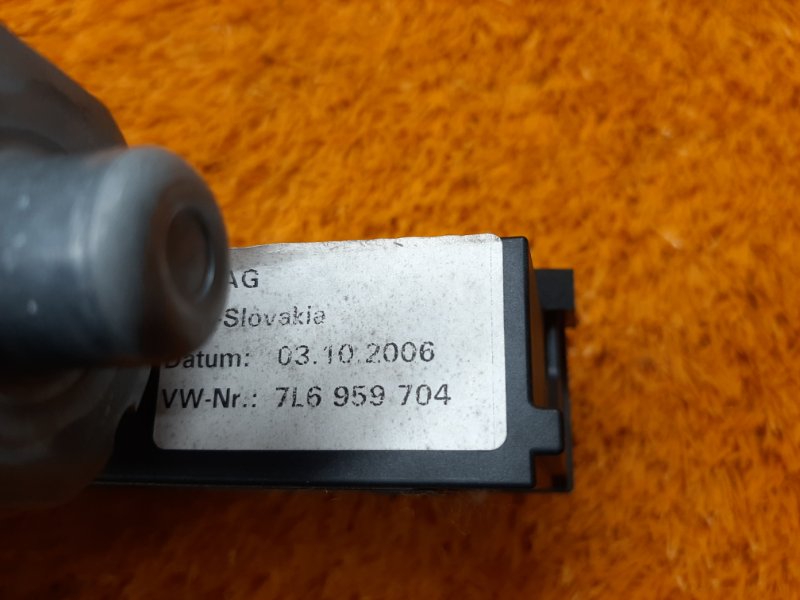 AG
-Slovakia
Datum: 03.10.2006
VW-Nr.: 7L6 959 704